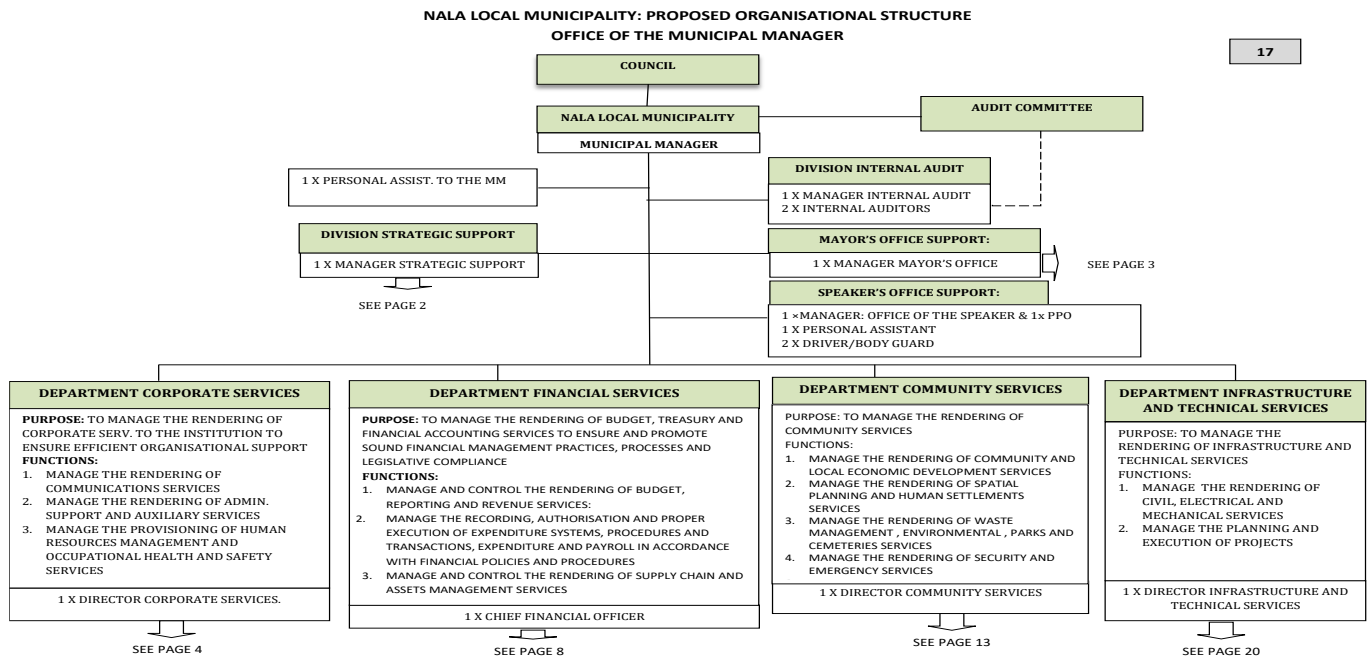 NALA LOCAL MUNICIPALITY: PROPOSED ORGANISATIONAL STRUCTURE
OFFICE OF THE MUNICIPAL MANAGER
17
COUNCIL
NALA LOCAL MUNICIPALITY
MUNICIPAL MANAGER
AUDIT COMMITTEE
1 X PERSONAL ASSIST. TO THE MM
DIVISION INTERNAL AUDIT
1 X MANAGER INTERNAL AUDIT
2 X INTERNAL AUDITORS
DIVISION STRATEGIC SUPPORT
1 X MANAGER STRATEGIC SUPPORT
SEE PAGE 2
MAYOR'S OFFICE SUPPORT:
1 X MANAGER MAYOR'S OFFICE
SEE PAGE 3
SPEAKER'S OFFICE SUPPORT:
1 ×MANAGER: OFFICE OF THE SPEAKER & 1x PPO
1 X PERSONAL ASSISTANT
2 X DRIVER/BODY GUARD
DEPARTMENT CORPORATE SERVICES
PURPOSE: TO MANAGE THE RENDERING OF
CORPORATE SERV. TO THE INSTITUTION TO
ENSURE EFFICIENT ORGANISATIONAL SUPPORT
FUNCTIONS:
1. MANAGE THE RENDERING OF
COMMUNICATIONS SERVICES
2. MANAGE THE RENDERING OF ADMIN.
SUPPORT AND AUXILIARY SERVICES
3. MANAGE THE PROVISIONING OF HUMAN
RESOURCES MANAGEMENT AND
OCCUPATIONAL HEALTH AND SAFETY
SERVICES
1 X DIRECTOR CORPORATE SERVICES.
SEE PAGE 4
DEPARTMENT FINANCIAL SERVICES
PURPOSE: TO MANAGE THE RENDERING OF BUDGET, TREASURY AND
FINANCIAL ACCOUNTING SERVICES TO ENSURE AND PROMOTE
SOUND FINANCIAL MANAGEMENT PRACTICES, PROCESSES AND
LEGISLATIVE COMPLIANCE
FUNCTIONS:
1. MANAGE AND CONTROL THE RENDERING OF BUDGET,
REPORTING AND REVENUE SERVICES:
2. MANAGE THE RECORDING, AUTHORISATION AND PROPER
EXECUTION OF EXPENDITURE SYSTEMS, PROCEDURES AND
TRANSACTIONS, EXPENDITURE AND PAYROLL IN ACCORDANCE
WITH FINANCIAL POLICIES AND PROCEDURES
3. MANAGE AND CONTROL THE RENDERING OF SUPPLY CHAIN AND
ASSETS MANAGEMENT SERVICES
1 X CHIEF FINANCIAL OFFICER
SEE PAGE 8
DEPARTMENT COMMUNITY SERVICES
PURPOSE: TO MANAGE THE RENDERING OF
COMMUNITY SERVICES
FUNCTIONS:
1. MANAGE THE RENDERING OF COMMUNITY AND
LOCAL ECONOMIC DEVELOPMENT SERVICES
2. MANAGE THE RENDERING OF SPATIAL
PLANNING AND HUMAN SETTLEMENTS
SERVICES
3. MANAGE THE RENDERING OF WASTE
MANAGEMENT , ENVIRONMENTAL , PARKS AND
CEMETERIES SERVICES
4. MANAGE THE RENDERING OF SECURITY AND
EMERGENCY SERVICES
1 X DIRECTOR COMMUNITY SERVICES
SEE PAGE 13
DEPARTMENT INFRASTRUCTURE
AND TECHNICAL SERVICES
PURPOSE: TO MANAGE THE
RENDERING OF INFRASTRUCTURE AND
TECHNICAL SERVICES
FUNCTIONS:
1. MANAGE THE RENDERING OF
CIVIL, ELECTRICAL AND
MECHANICAL SERVICES
2. MANAGE THE PLANNING AND
EXECUTION OF PROJECTS
1 X DIRECTOR INFRASTRUCTURE AND
TECHNICAL SERVICES
SEE PAGE 20